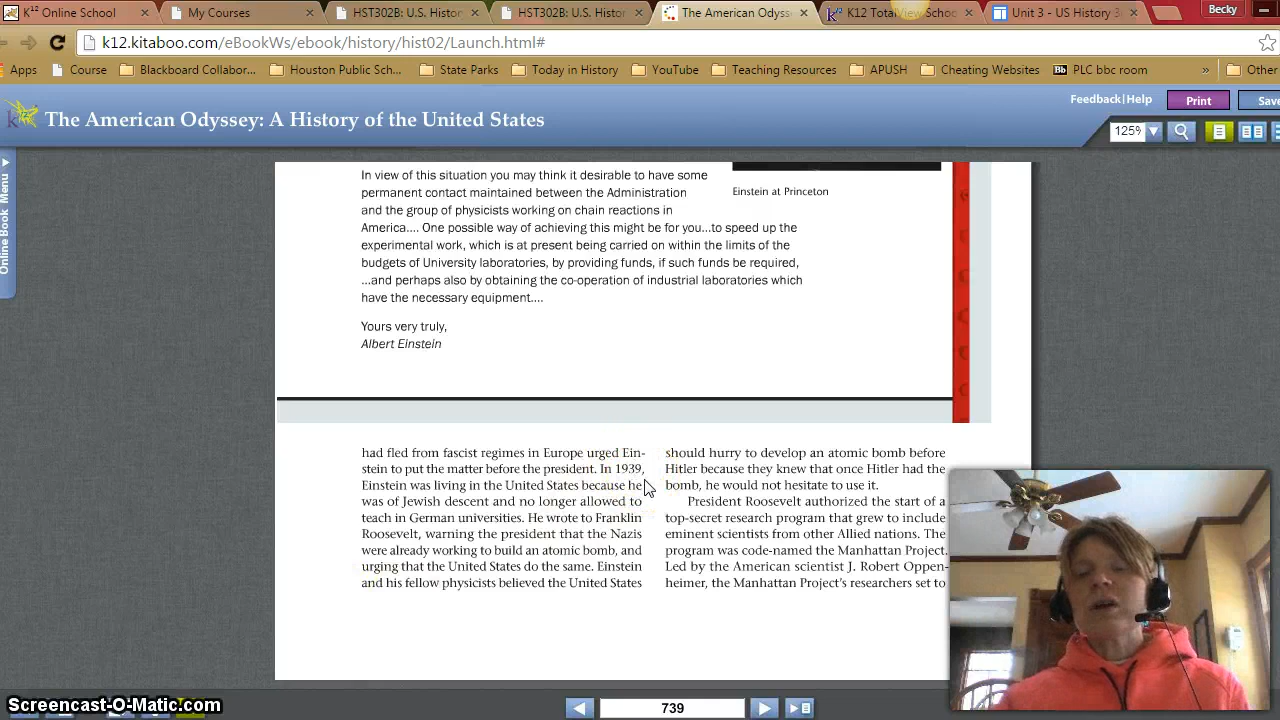 K¹² Online School
My Courses
HST302B: U.S. Histor
HST302B: U.S. Histor
The American Odyss
K12 TotalView School
Unit 3 - US History 3
Becky
k12.kitaboo.com/eBookWs/ebook/history/hist02/Launch.html#
Apps
Course
Blackboard Collabor...
Houston Public Sch...
State Parks
Today in History
YouTube
Teaching Resources
APUSH
Cheating Websites
Bb
PLC bbc room
»
Other
k12
The American Odyssey: A History of the United States
Feedback|Help
Print
Save
125%
Online Book Menu
In view of this situation you may think it desirable to have some
permanent contact maintained between the Administration
and the group of physicists working on chain reactions in
America.... One possible way of achieving this might be for you...to speed up the
experimental work, which is at present being carried on within the limits of the
budgets of University laboratories, by providing funds, if such funds be required,
...and perhaps also by obtaining the co-operation of industrial laboratories which
have the necessary equipment....
Einstein at Princeton
Yours very truly,
Albert Einstein
had fled from fascist regimes in Europe urged Ein-
stein to put the matter before the president. In 1939,
Einstein was living in the United States because he
was of Jewish descent and no longer allowed to
teach in German universities. He wrote to Franklin
Roosevelt, warning the president that the Nazis
were already working to build an atomic bomb, and
urging that the United States do the same. Einstein
and his fellow physicists believed the United States
should hurry to develop an atomic bomb before
Hitler because they knew that once Hitler had the
bomb, he would not hesitate to use it.
President Roosevelt authorized the start of a
top-secret research program that grew to include
eminent scientists from other Allied nations. The
program was code-named the Manhattan Project.
Led by the American scientist J. Robert Oppen-
heimer, the Manhattan Project's researchers set to
739
Screencast-O-Matic.com